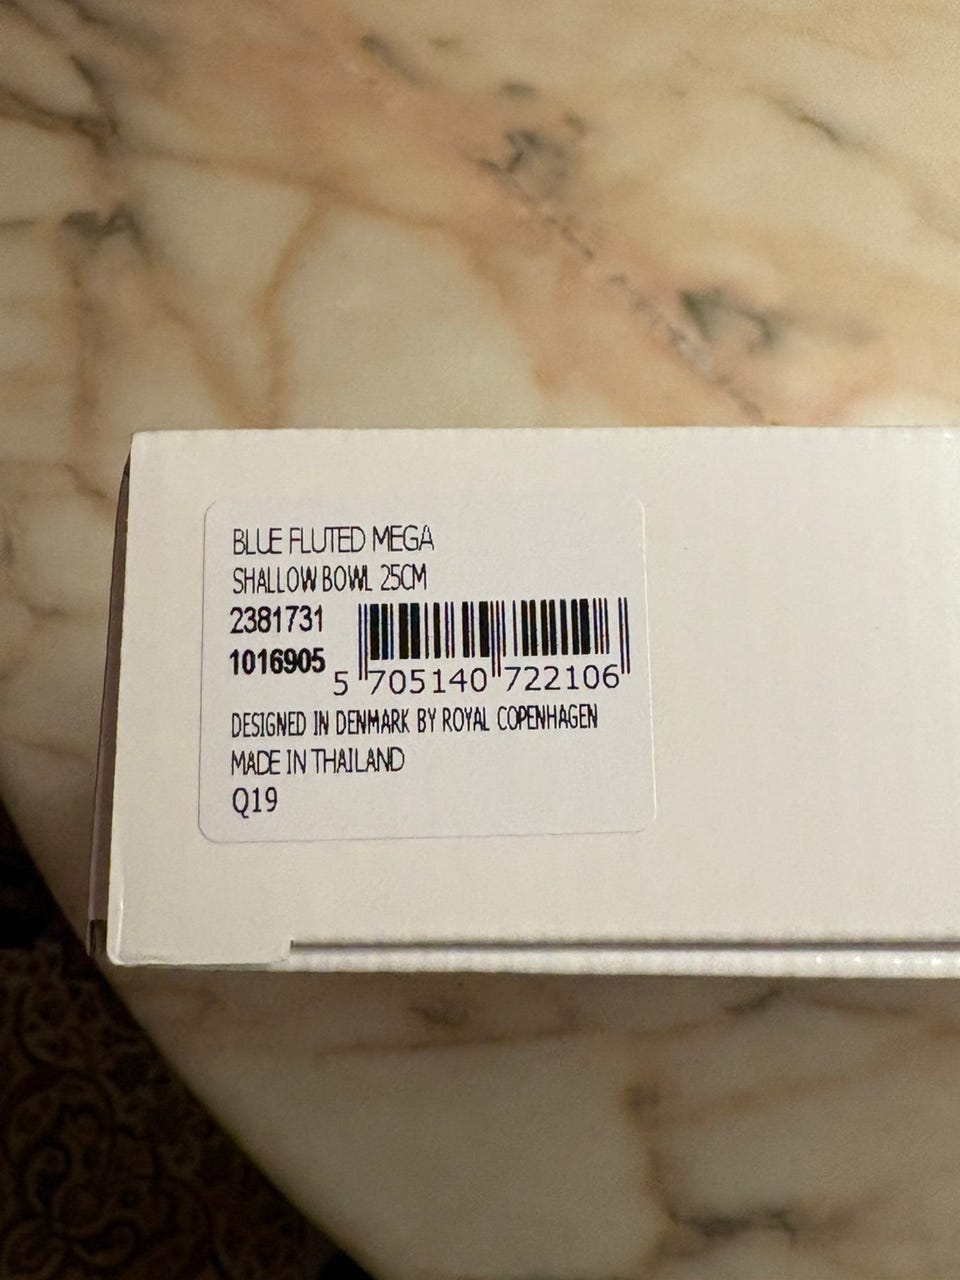 BLUE FLUTED MEGA
SHALLOW BOWL 25CM
2381731
1016905
5 705140 722106
DESIGNED IN DENMARK BY ROYAL COPENHAGEN
MADE IN THAILAND
Q19